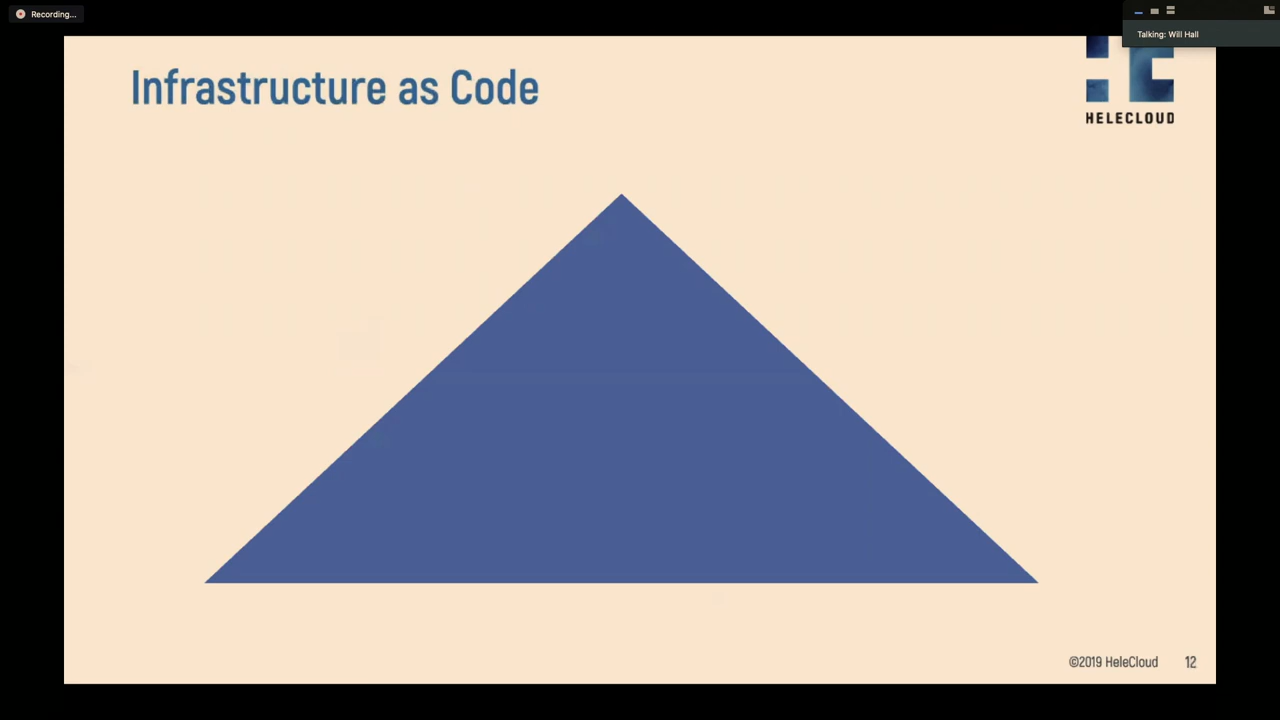 Recording...
Talking: Will Hall
Infrastructure as Code
HELECLOUD
©2019 HeleCloud
12